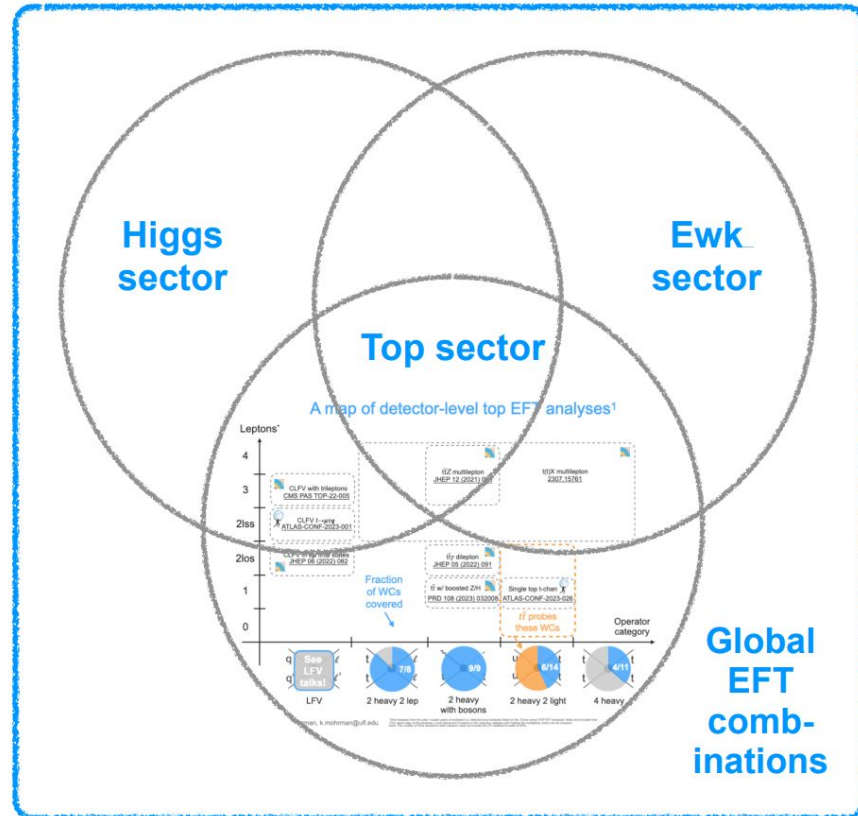 Higgs
sector
Ewk
sector
Top sector
A map of detector-level top EFT analyses¹
Leptons
4
3
2lss
2los
1
0
CLFV with trileptons
CMS PAS TOP-22-005
CLFV
ATLAS-CONF-2023-001
JHEP 06 (2022) 082
tt̄Z multilepton
JHEP 12 (2021)
t(t)X multilepton
2307.15761
tt̄γ dilepton
JHEP 05 (2022) 091
tt̄ w/ boosted Z/H
PRD 108 (2023) 032008
Single top t-chan
ATLAS-CONF-2023-026
Fraction
of WCs
covered
tt̄ probes
these WCs
Operator
category
See
LFV
talks!
7/8
9/9
6/14
4/11
LFV
2 heavy 2 lep
2 heavy
with bosons
2 heavy 2 light
4 heavy
k.mohrman@ufl.edu
Global
EFT
comb-
inations